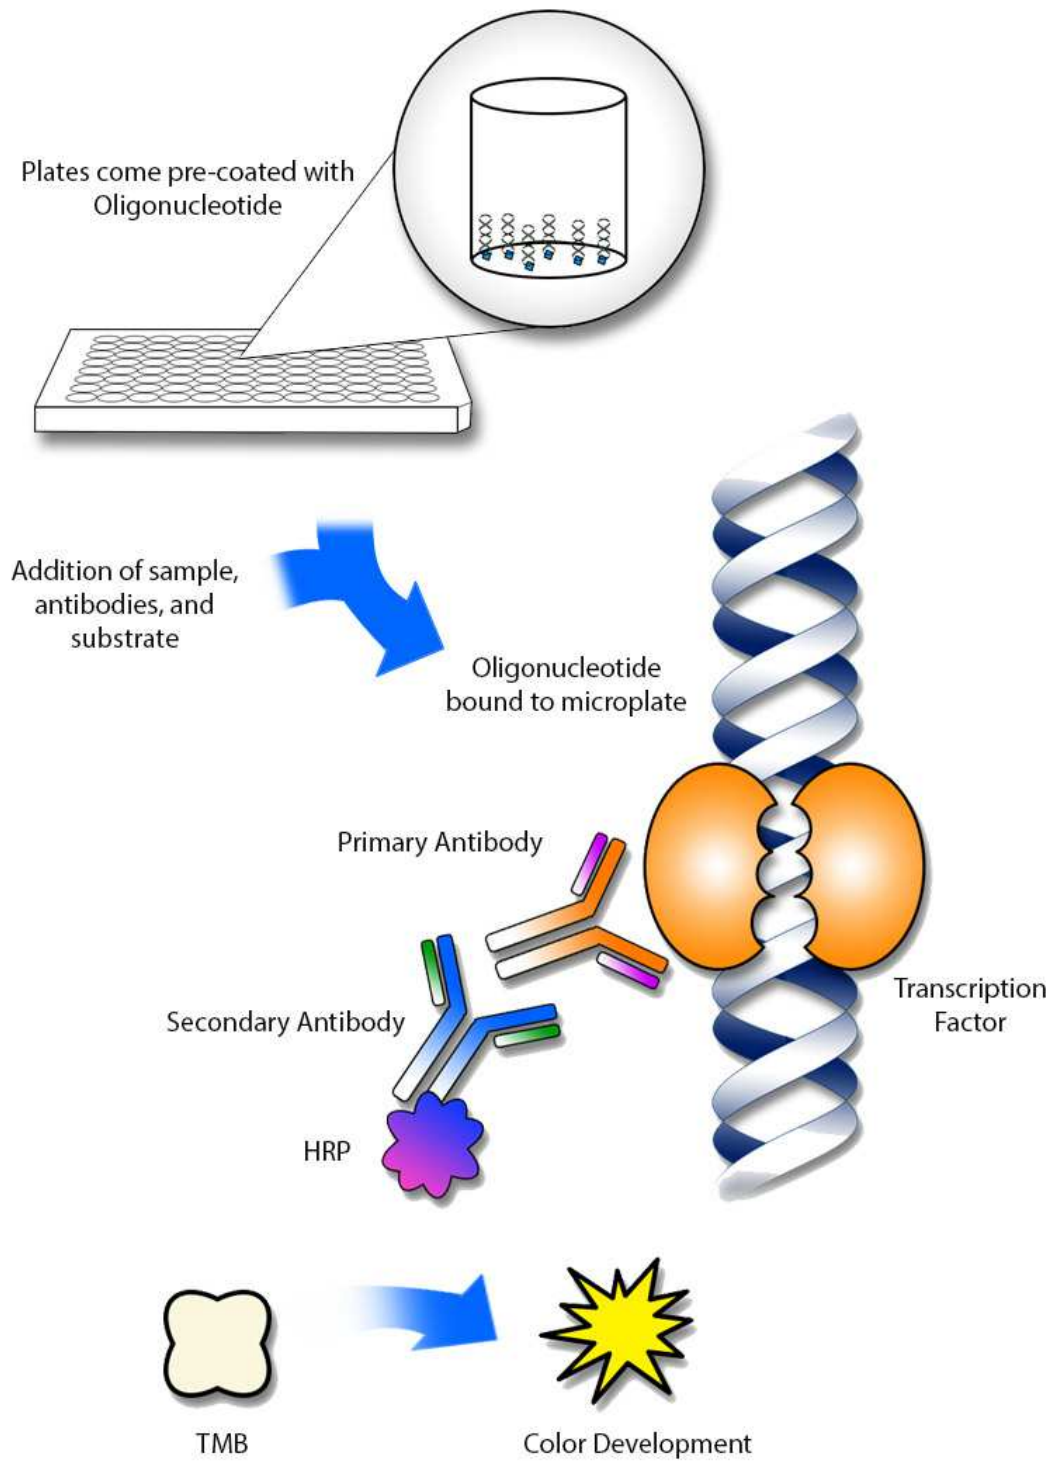 Plates come pre-coated with
Oligonucleotide
Addition of sample,
antibodies, and
substrate
Oligonucleotide
bound to microplate
Primary Antibody
Transcription
Factor
Secondary Antibody
HRP
TMB
Color Development